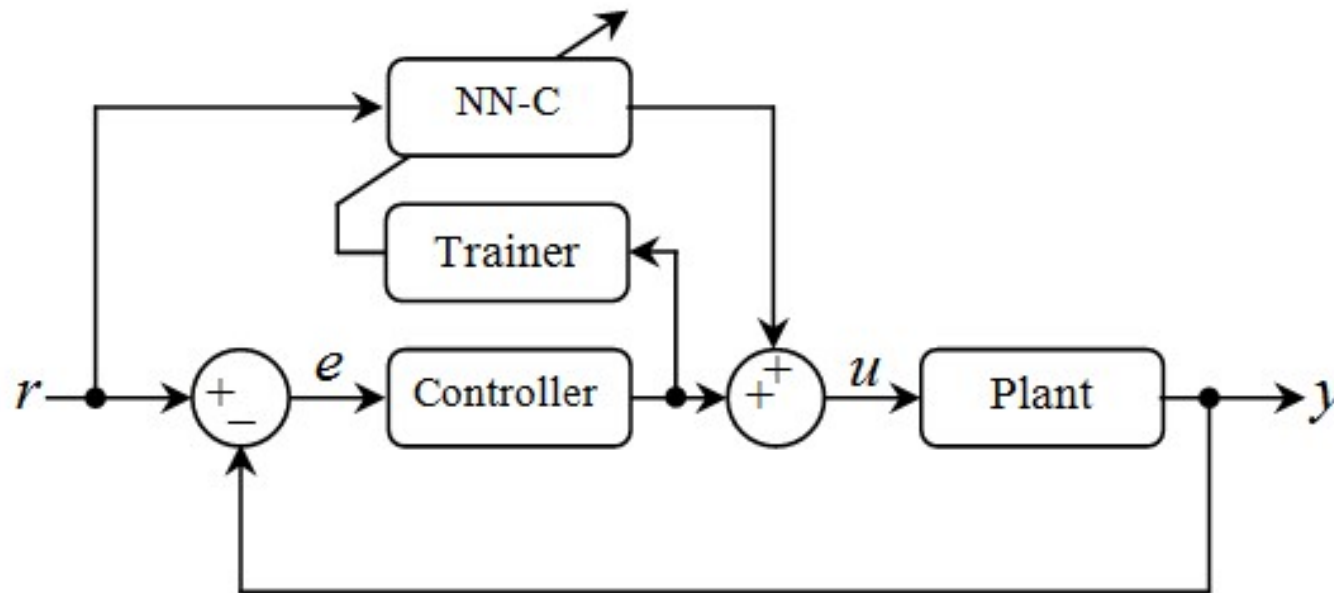 NN-C
Trainer
r
+
−
e
Controller
+
+
u
Plant
y